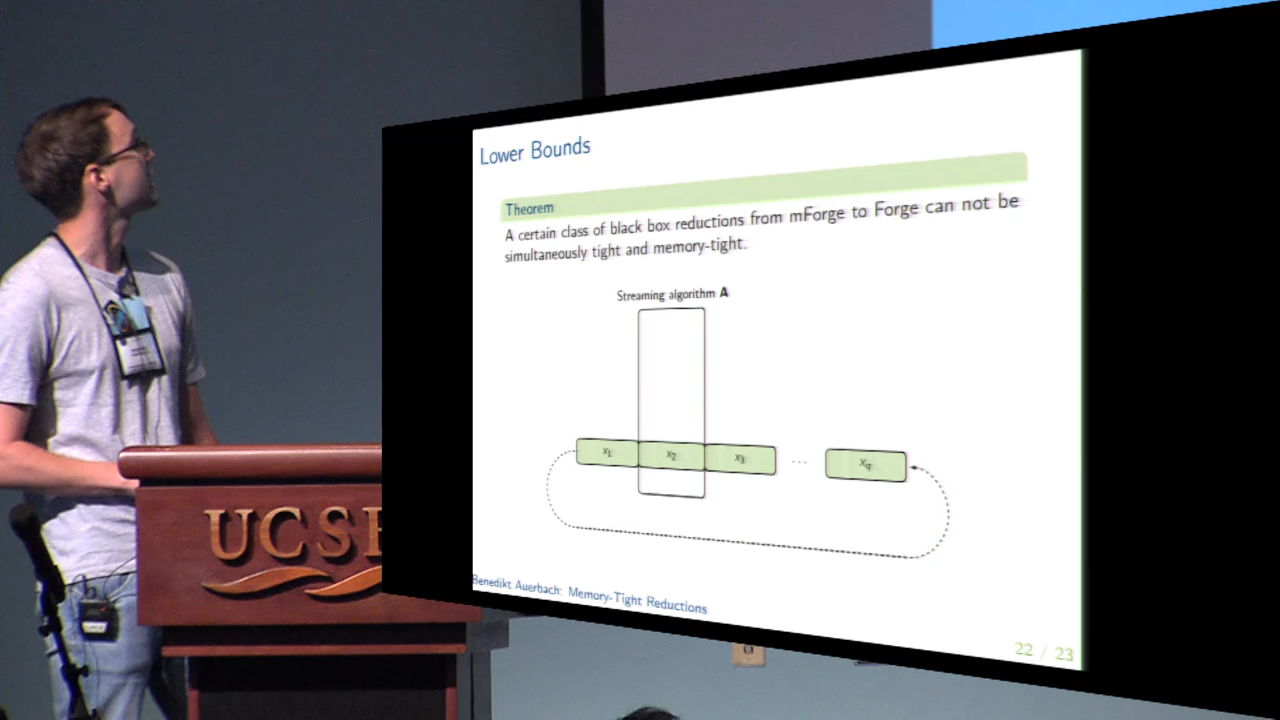 Lower Bounds
Theorem
A certain class of black box reductions from mForge to Forge can not be
simultaneously tight and memory-tight.
Streaming algorithm A
x₁ x₂ x₃ ... x_q
Benedikt Auerbach: Memory-Tight Reductions
22 / 23
UCSB